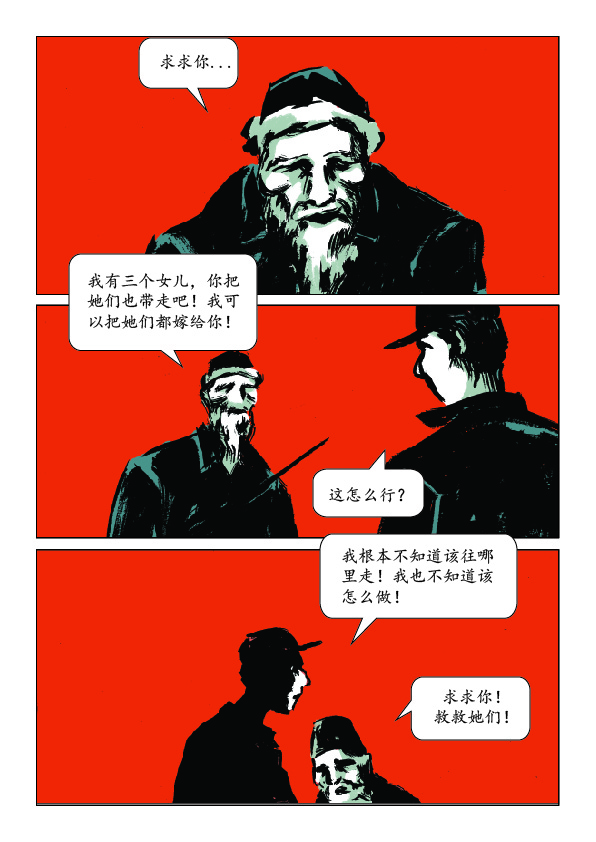 求求你...
我有三个女儿，你把
她们也带走吧！我可
以把她们都嫁给你！
这怎么行？
我根本不知道该往哪
里走！我也不知道该
怎么做！
求求你！
救救她们！